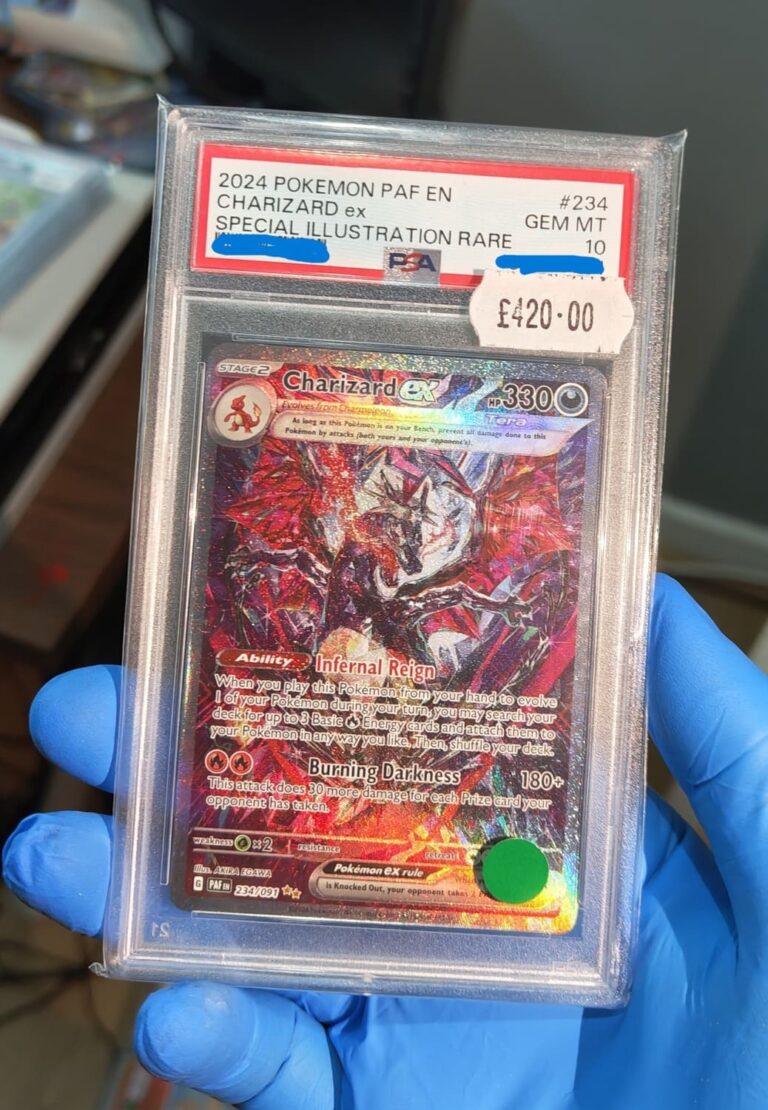 2024 POKEMON PAF EN #234
CHARIZARD ex GEM MT
SPECIAL ILLUSTRATION RARE 10
PSA
£420.00
STAGE2 Charizard ex HP330
Evolves from Charmeleon Tera
As long as this Pokémon is on your Bench, prevent all damage done to this
Pokémon by attacks (both yours and your opponent's).
Ability Infernal Reign
When you play this Pokémon from your hand to evolve
1 of your Pokémon during your turn, you may search your
deck for up to 3 Basic Energy cards and attach them to
your Pokémon in any way you like. Then, shuffle your deck.
Burning Darkness 180+
This attack does 30 more damage for each Prize card your
opponent has taken.
weakness ×2 resistance retreat
Illus. AKIRA EGAWA Pokémon ex rule
G PAF EN 234/091 is Knocked Out, your opponent takes 2
21